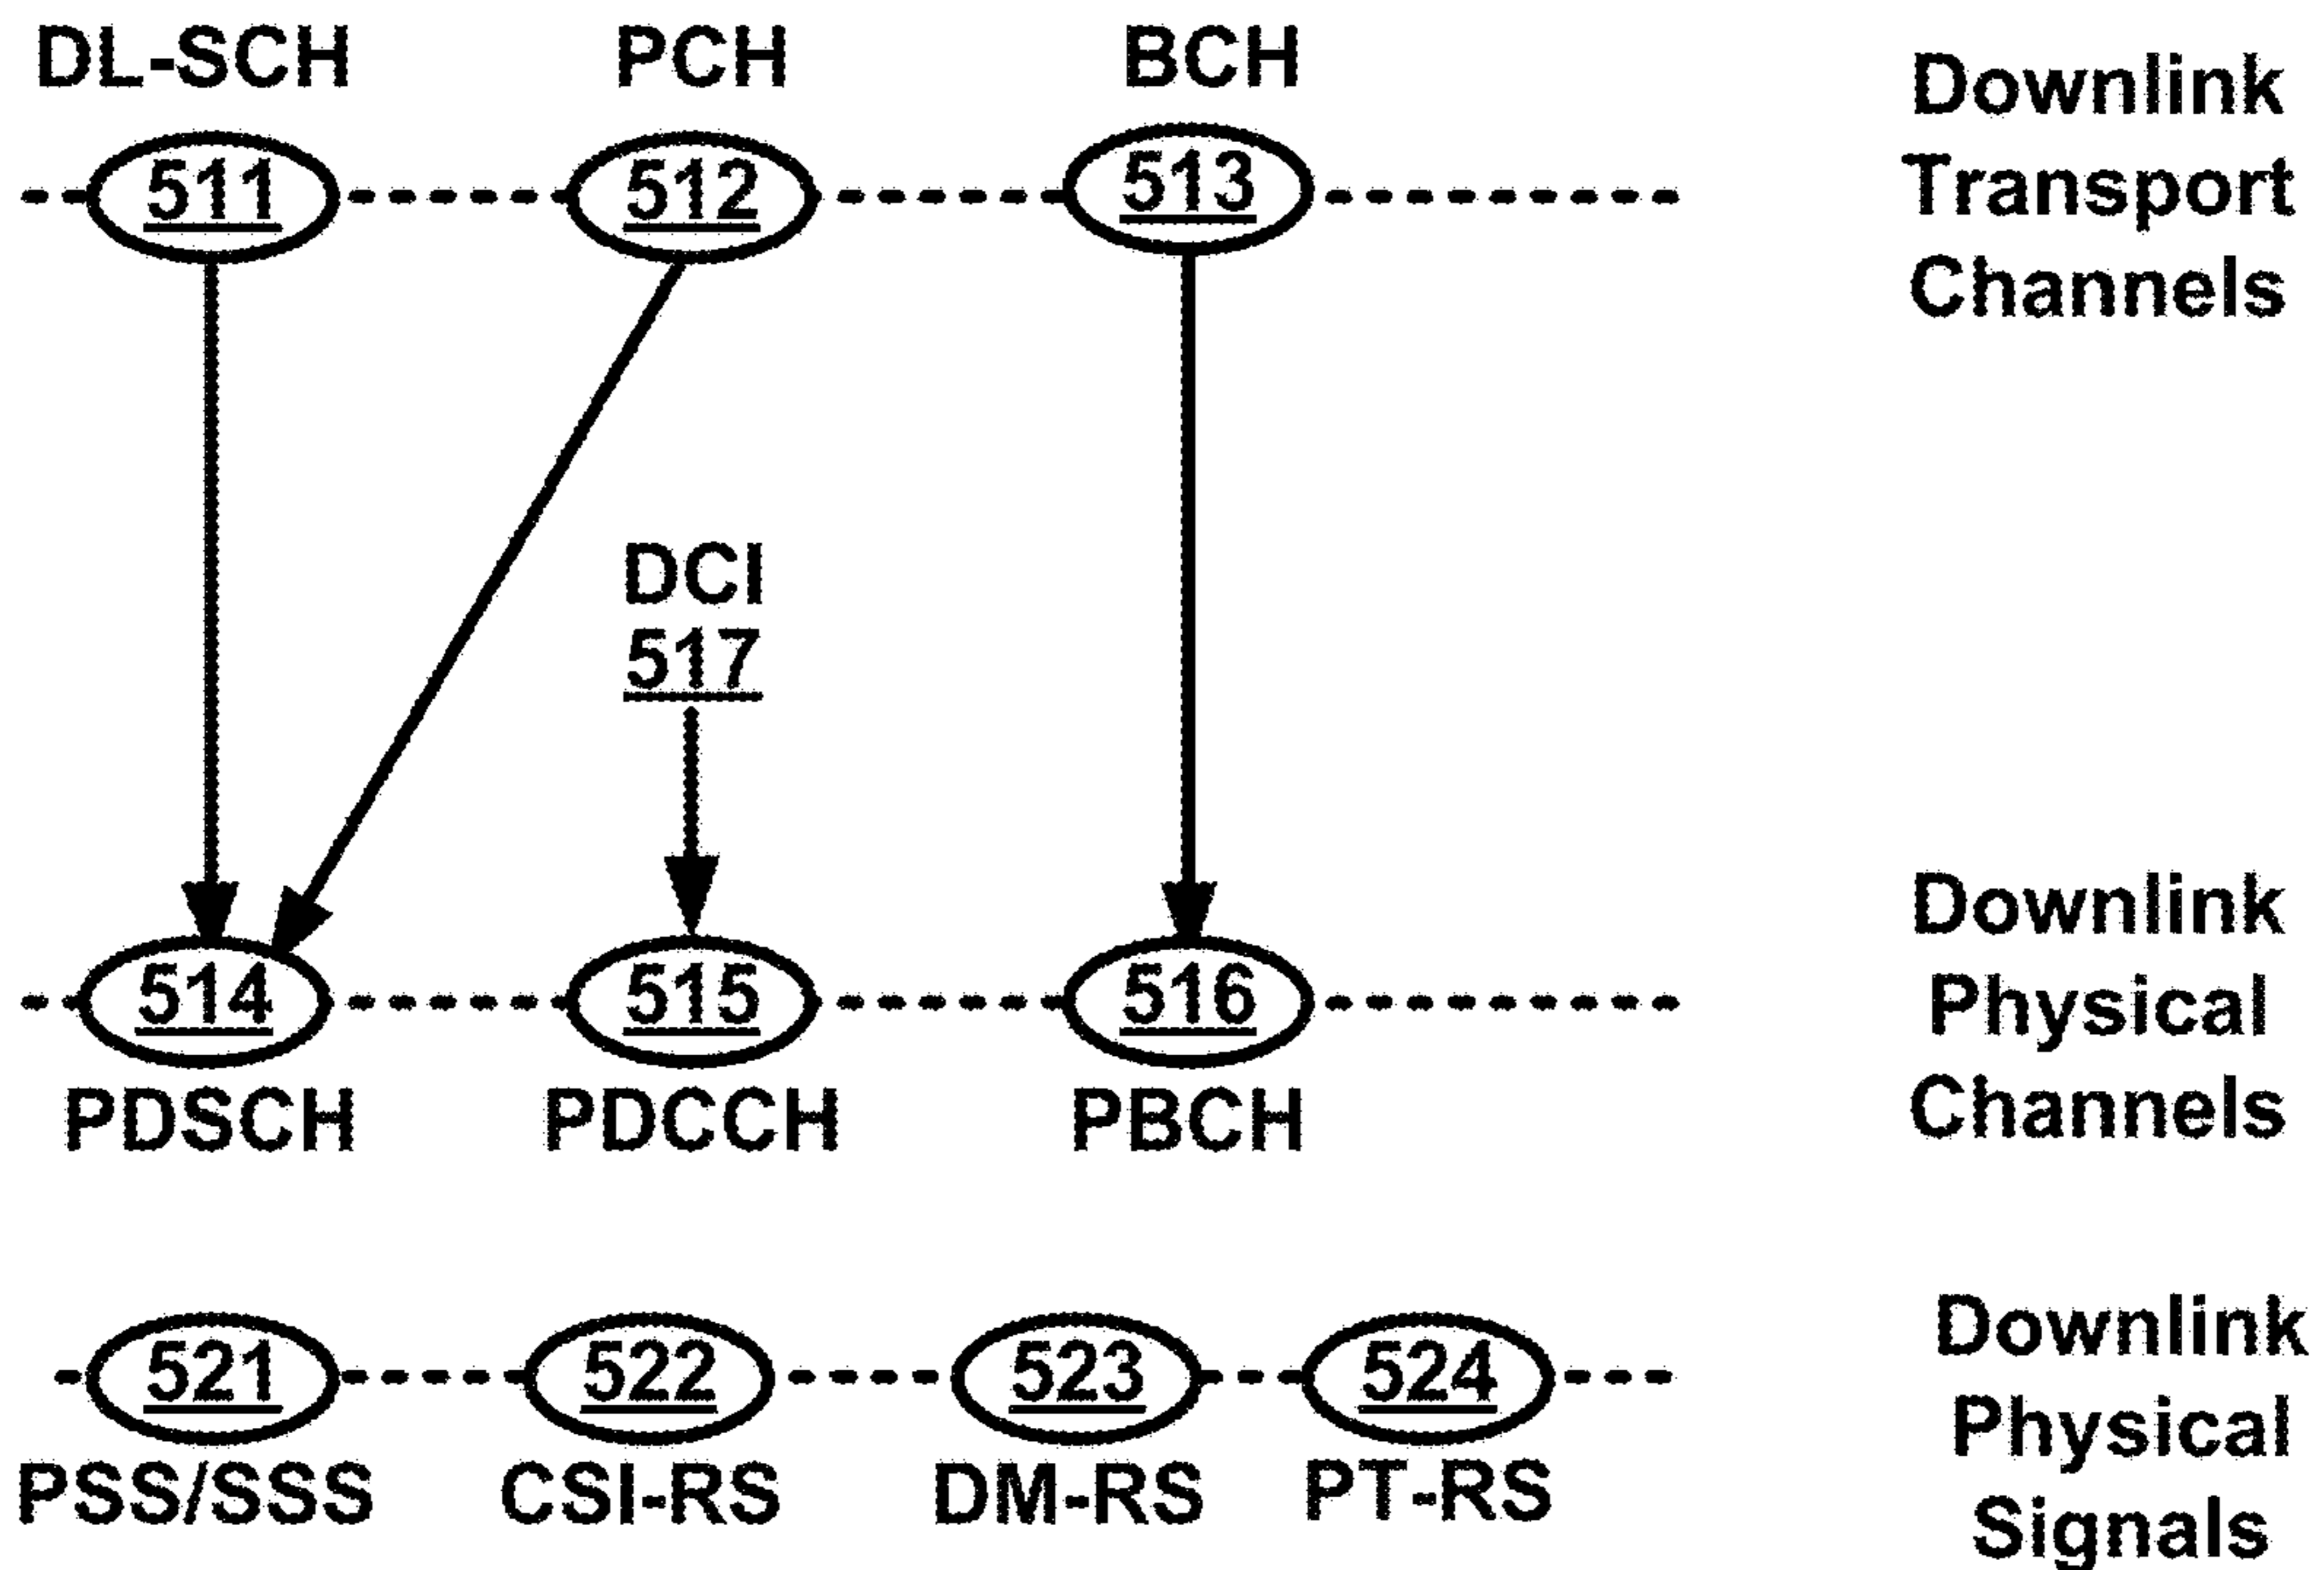 DL-SCH PCH BCH
511 512 513
Downlink
Transport
Channels
DCI
517
514 515 516
PDSCH PDCCH PBCH
Downlink
Physical
Channels
521 522 523 524
PSS/SSS CSI-RS DM-RS PT-RS
Downlink
Physical
Signals